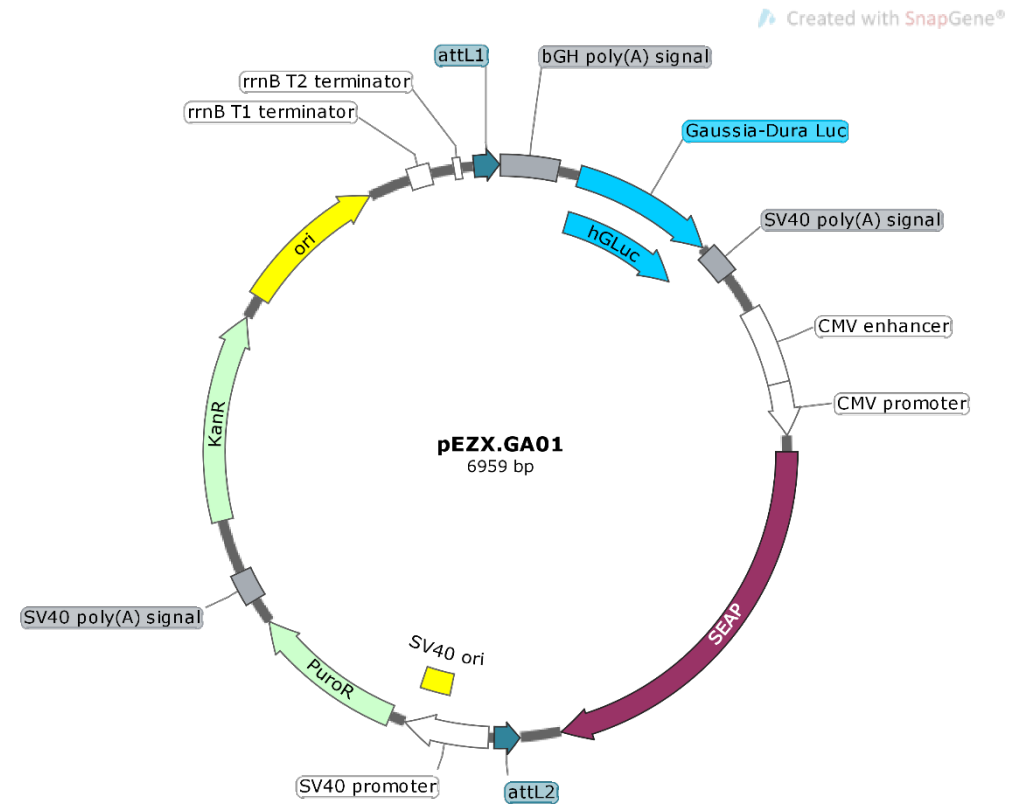 Created with SnapGene®
attL1
bGH poly(A) signal
rrnB T2 terminator
rrnB T1 terminator
Gaussia-Dura Luc
SV40 poly(A) signal
hGLuc
ori
CMV enhancer
CMV promoter
KanR
pEZX.GA01
6959 bp
SEAP
SV40 poly(A) signal
SV40 ori
PuroR
SV40 promoter
attL2